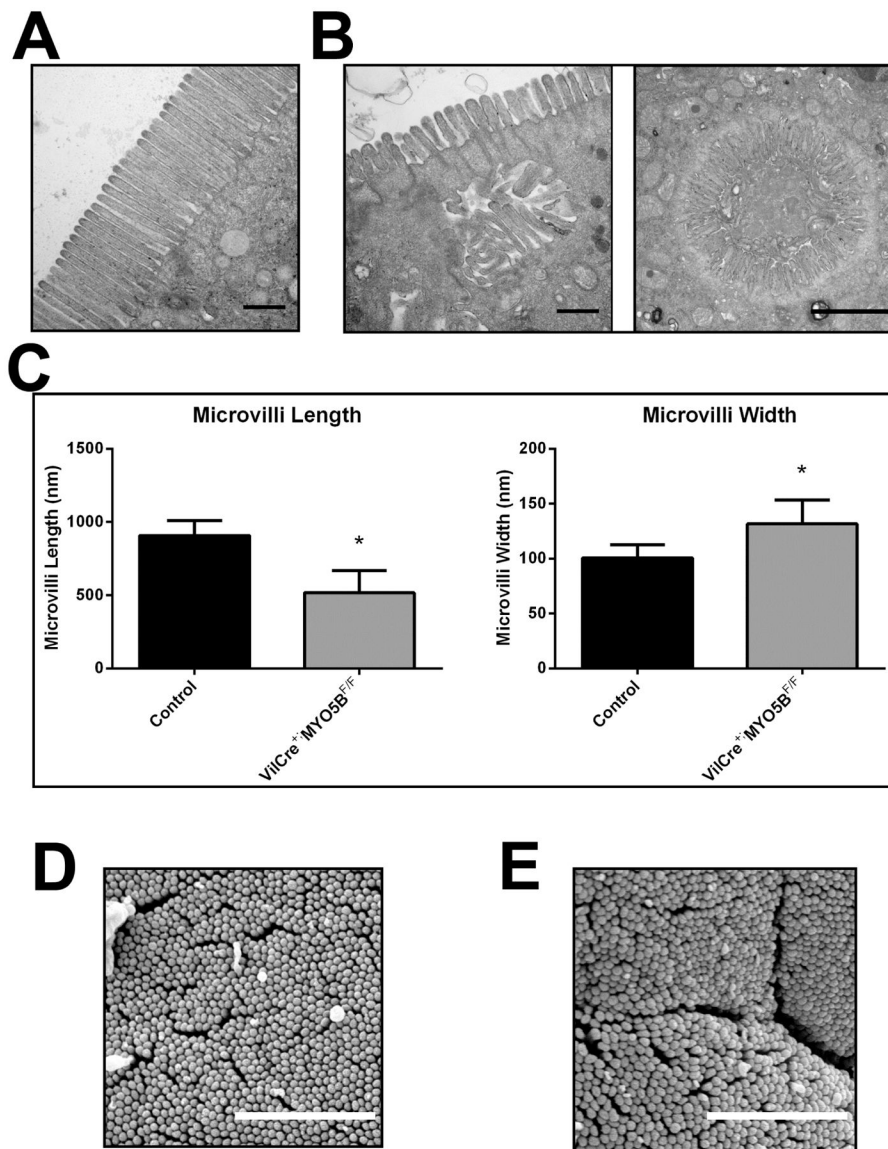 A
B
C
Microvilli Length
Microvilli Length (nm)
1500
1000
500
0
*
Control
VilCre+;MYO5BF/F
Microvilli Width
Microvilli Width (nm)
200
150
100
50
0
*
Control
VilCre+;MYO5BF/F
D
E